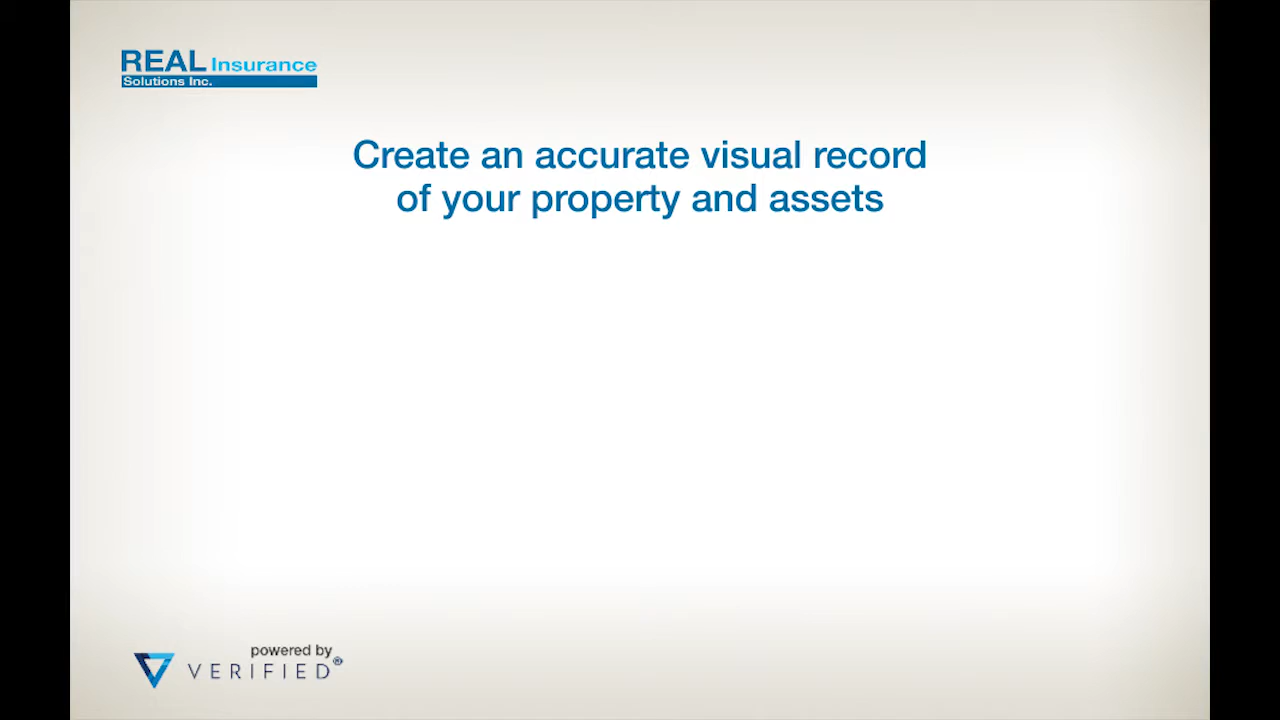 REAL Insurance
Solutions Inc.
Create an accurate visual record
of your property and assets
powered by
VERIFIED®